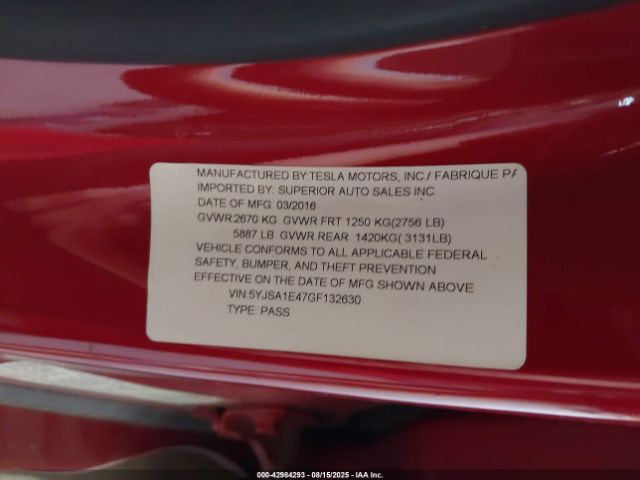 MANUFACTURED BY:TESLA MOTORS, INC./ FABRIQUE PA
IMPORTED BY: SUPERIOR AUTO SALES INC.
DATE OF MFG: 03/2016
GVWR:2670 KG GVWR FRT 1250 KG(2756 LB)
5887 LB GVWR REAR 1420KG( 3131LB)
VEHICLE CONFORMS TO ALL APPLICABLE FEDERAL
SAFETY, BUMPER, AND THEFT PREVENTION
EFFECTIVE ON THE DATE OF MFG SHOWN ABOVE
VIN:5YJSA1E47GF132630
TYPE: PASS
000-42984293 - 08/15/2025 - IAA Inc.